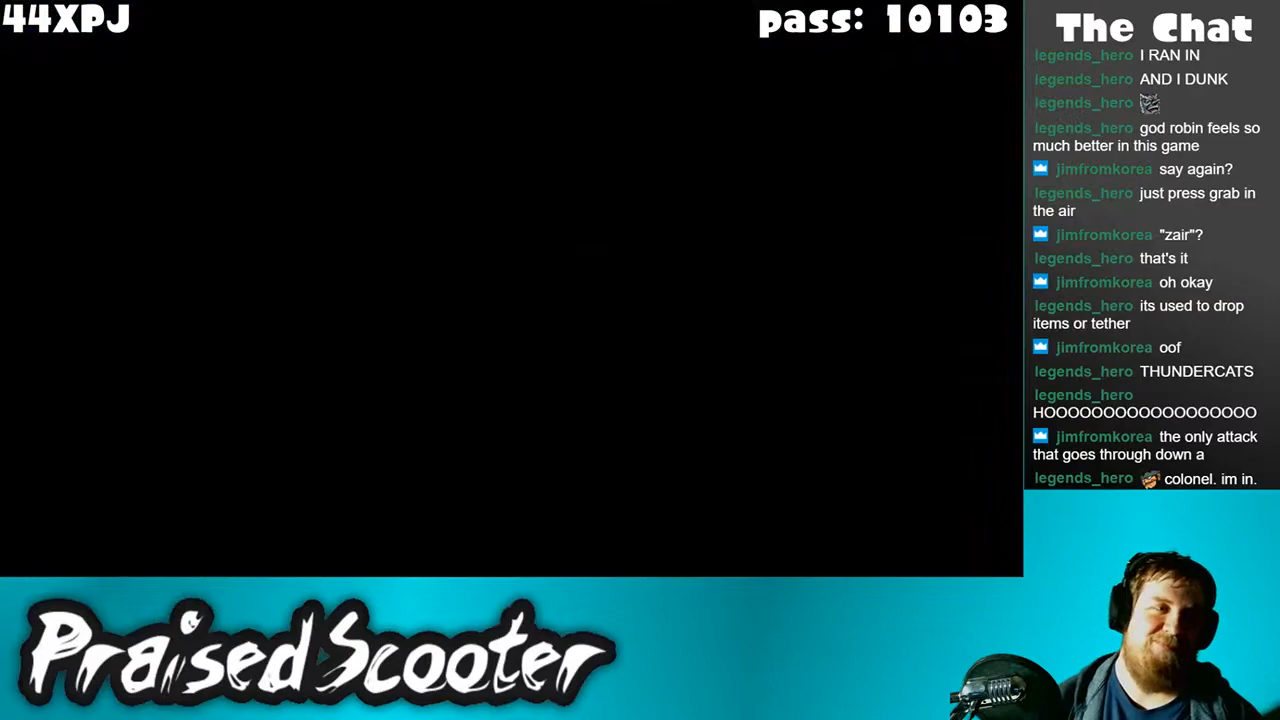 44XPJ
pass: 10103
The Chat
legends_hero I RAN IN
legends_hero AND I DUNK
legends_hero
legends_hero god robin feels so
much better in this game
jimfromkorea say again?
legends_hero just press grab in
the air
jimfromkorea "zair"?
legends_hero that's it
jimfromkorea oh okay
legends_hero its used to drop
items or tether
jimfromkorea oof
legends_hero THUNDERCATS
legends_hero
HOOOOOOOOOOOOOOOOOO
jimfromkorea the only attack
that goes through down a
legends_hero colonel. im in.
PraisedScooter